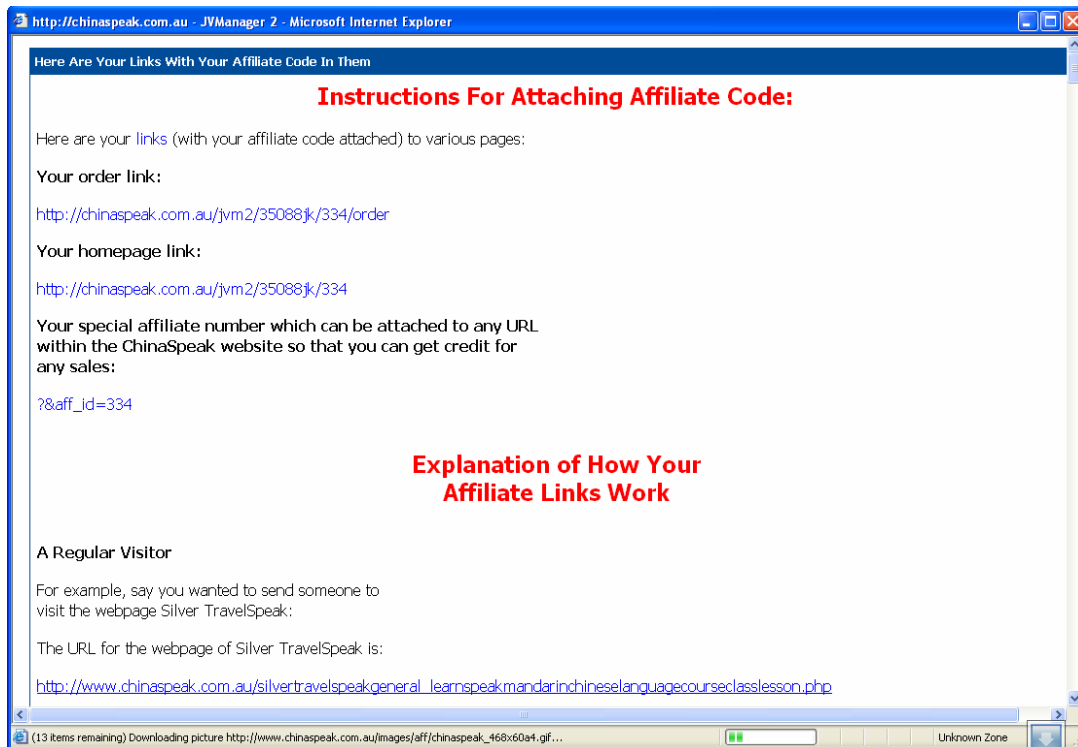 http://chinaspeak.com.au - JVManager 2 - Microsoft Internet Explorer
Here Are Your Links With Your Affiliate Code In Them
Instructions For Attaching Affiliate Code:
Here are your links (with your affiliate code attached) to various pages:
Your order link:
http://chinaspeak.com.au/jvm2/35088jk/334/order
Your homepage link:
http://chinaspeak.com.au/jvm2/35088jk/334
Your special affiliate number which can be attached to any URL
within the ChinaSpeak website so that you can get credit for
any sales:
?&aff_id=334
Explanation of How Your
Affiliate Links Work
A Regular Visitor
For example, say you wanted to send someone to
visit the webpage Silver TravelSpeak:
The URL for the webpage of Silver TravelSpeak is:
http://www.chinaspeak.com.au/silvertravelspeakgeneral_learnspeakmandarinchineselanguagecourseclasslesson.php
(13 items remaining) Downloading picture http://www.chinaspeak.com.au/images/aff/chinaspeak_468x60a4.gif...
Unknown Zone